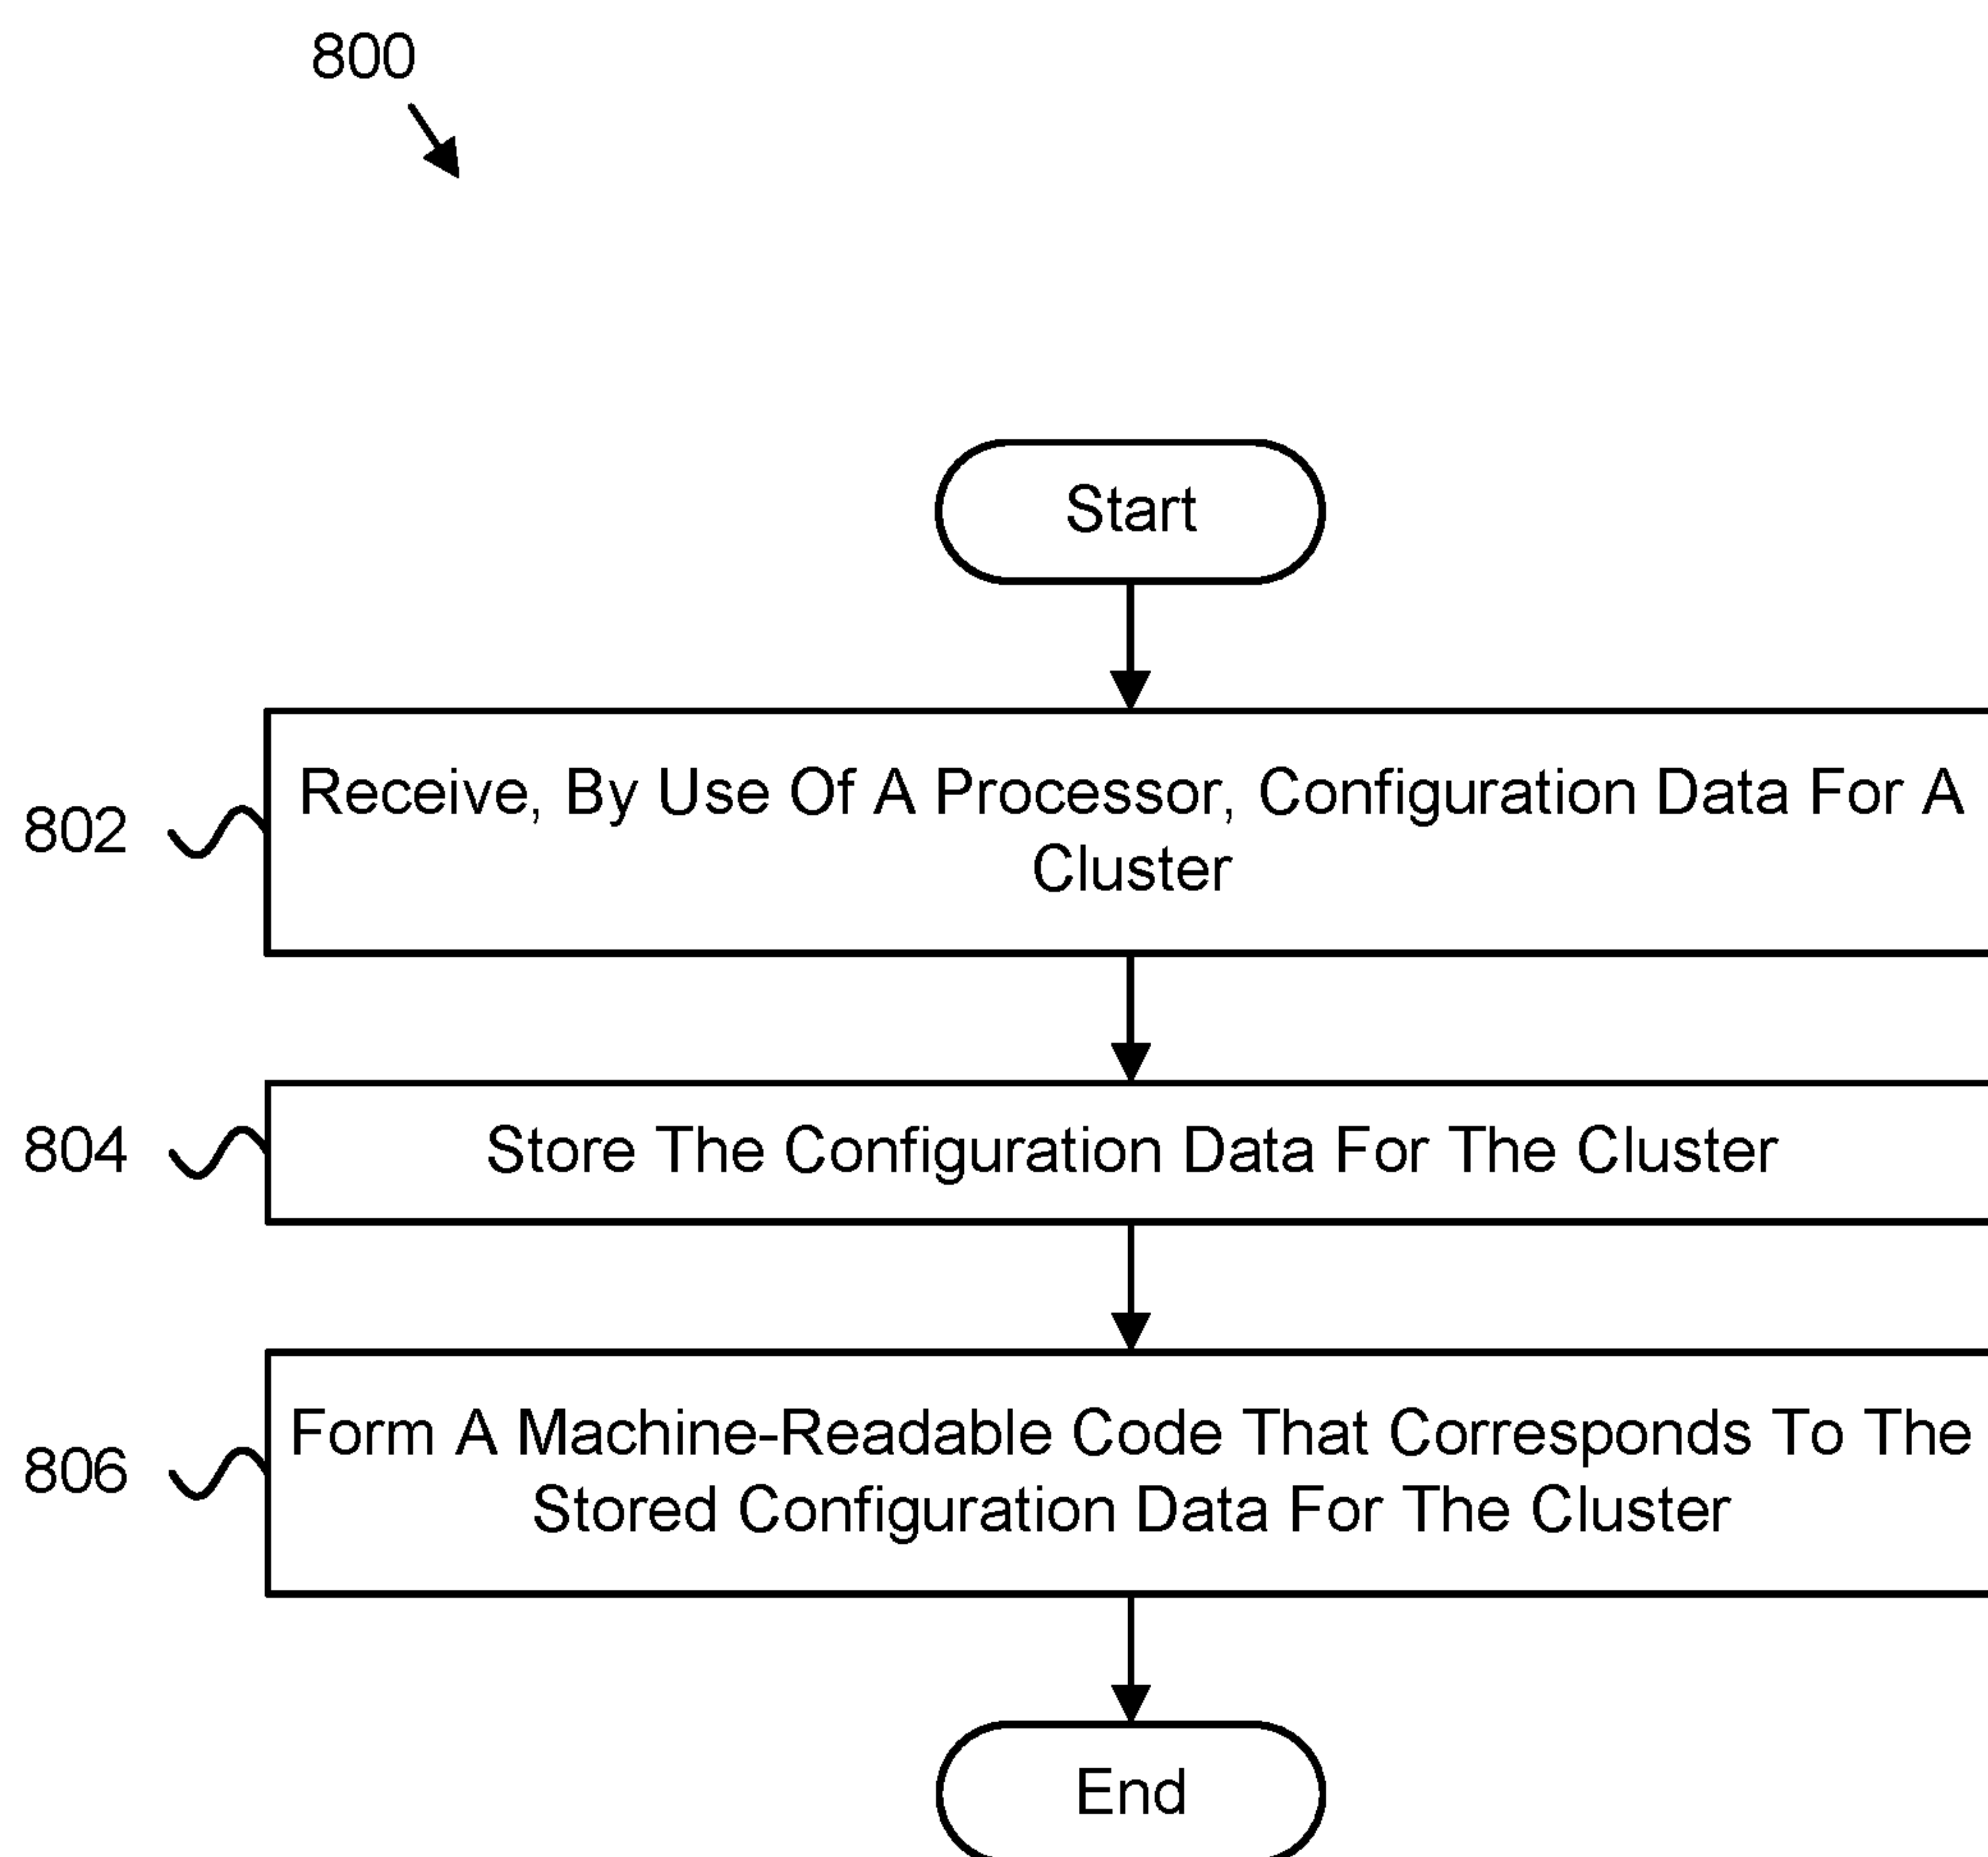 800
Start
802
Receive, By Use Of A Processor, Configuration Data For A
Cluster
804
Store The Configuration Data For The Cluster
806
Form A Machine-Readable Code That Corresponds To The
Stored Configuration Data For The Cluster
End